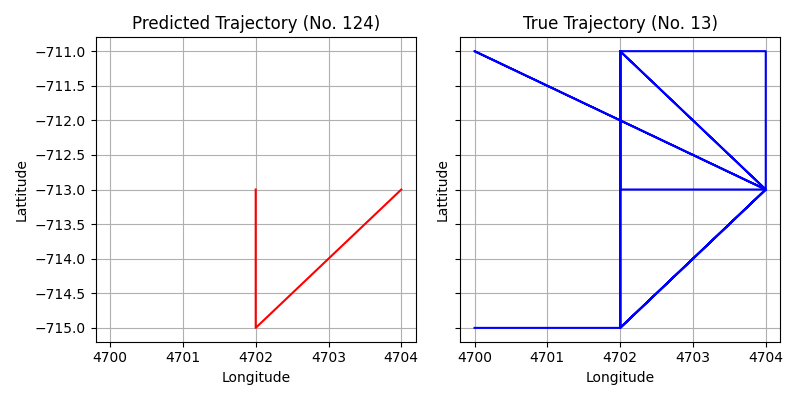 Predicted Trajectory (No. 124)
Lattitude
−711.0
−711.5
−712.0
−712.5
−713.0
−713.5
−714.0
−714.5
−715.0
4700 4701 4702 4703 4704
Longitude
True Trajectory (No. 13)
Lattitude
4700 4701 4702 4703 4704
Longitude